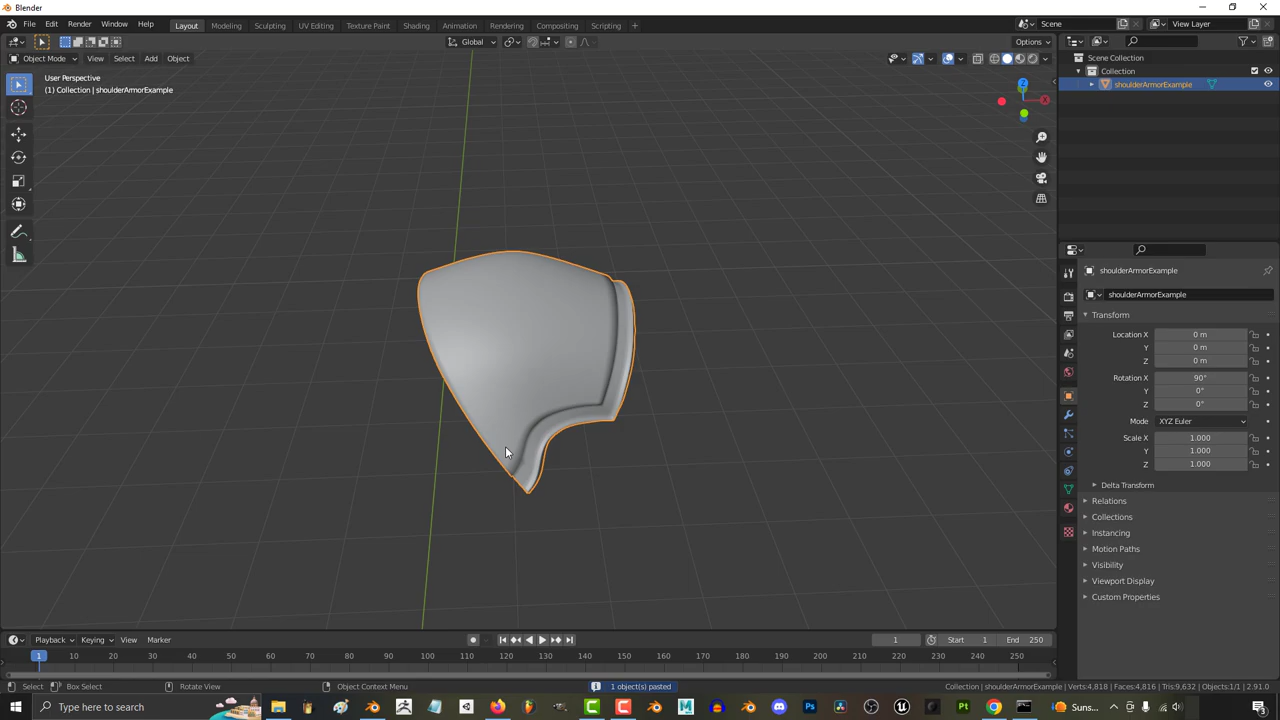 Blender
File Edit Render Window Help
Layout Modeling Sculpting UV Editing Texture Paint Shading Animation Rendering Compositing Scripting +
Scene
View Layer
Global
Options
Object Mode View Select Add Object
User Perspective
(1) Collection | shoulderArmorExample
Scene Collection
Collection
shoulderArmorExample
Z
X
Y
shoulderArmorExample
shoulderArmorExample
Transform
Location X 0 m
Y 0 m
Z 0 m
Rotation X 90°
Y 0°
Z 0°
Mode XYZ Euler
Scale X 1.000
Y 1.000
Z 1.000
Delta Transform
Relations
Collections
Instancing
Motion Paths
Visibility
Viewport Display
Custom Properties
Playback Keying View Marker
1 Start 1 End 250
1 10 20 30 40 50 60 70 80 90 100 110 120 130 140 150 160 170 180 190 200 210 220 230 240 250
Select Box Select Rotate View Object Context Menu
1 object(s) pasted
Collection | shoulderArmorExample | Verts:4,818 | Faces:4,816 | Tris:9,632 | Objects:1/1 | 2.91.0
Type here to search
Suns...